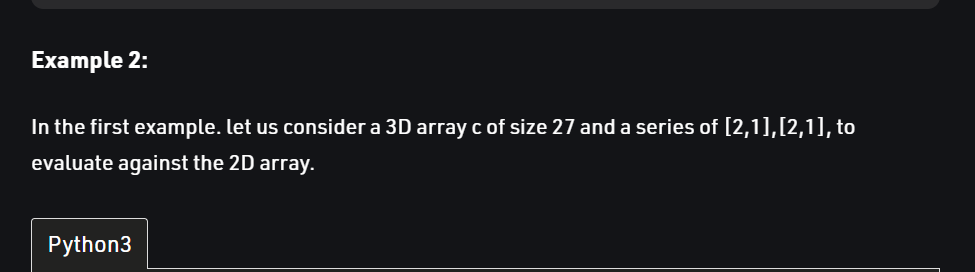 Example 2:
In the first example. let us consider a 3D array c of size 27 and a series of [2,1],[2,1], to
evaluate against the 2D array.
Python3